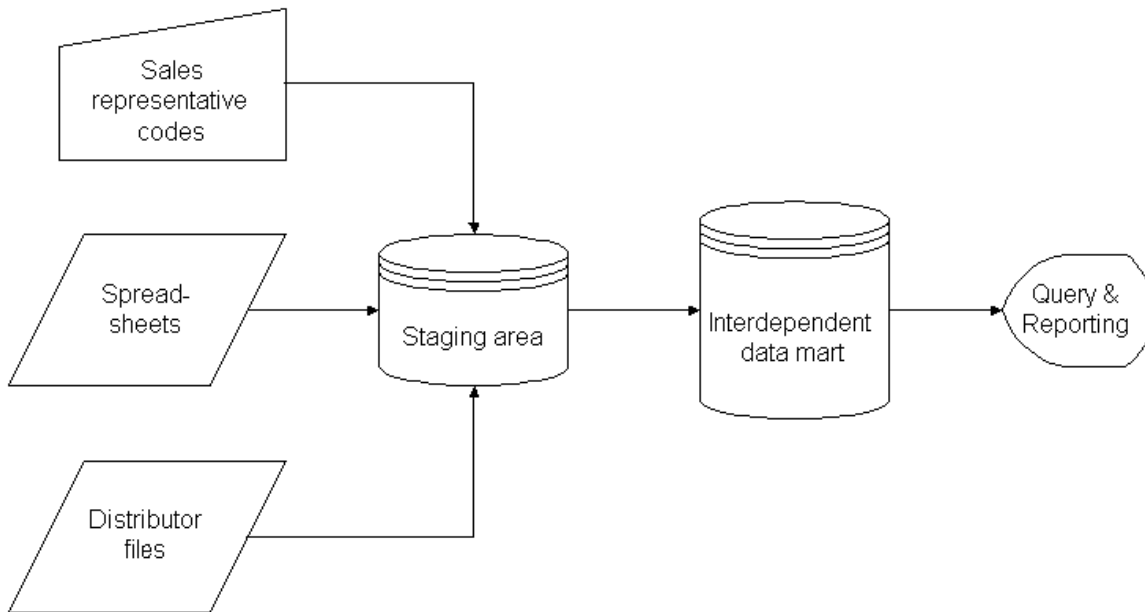 Sales
representative
codes
Spread-
sheets
Staging area
Interdependent
data mart
Query &
Reporting
Distributor
files